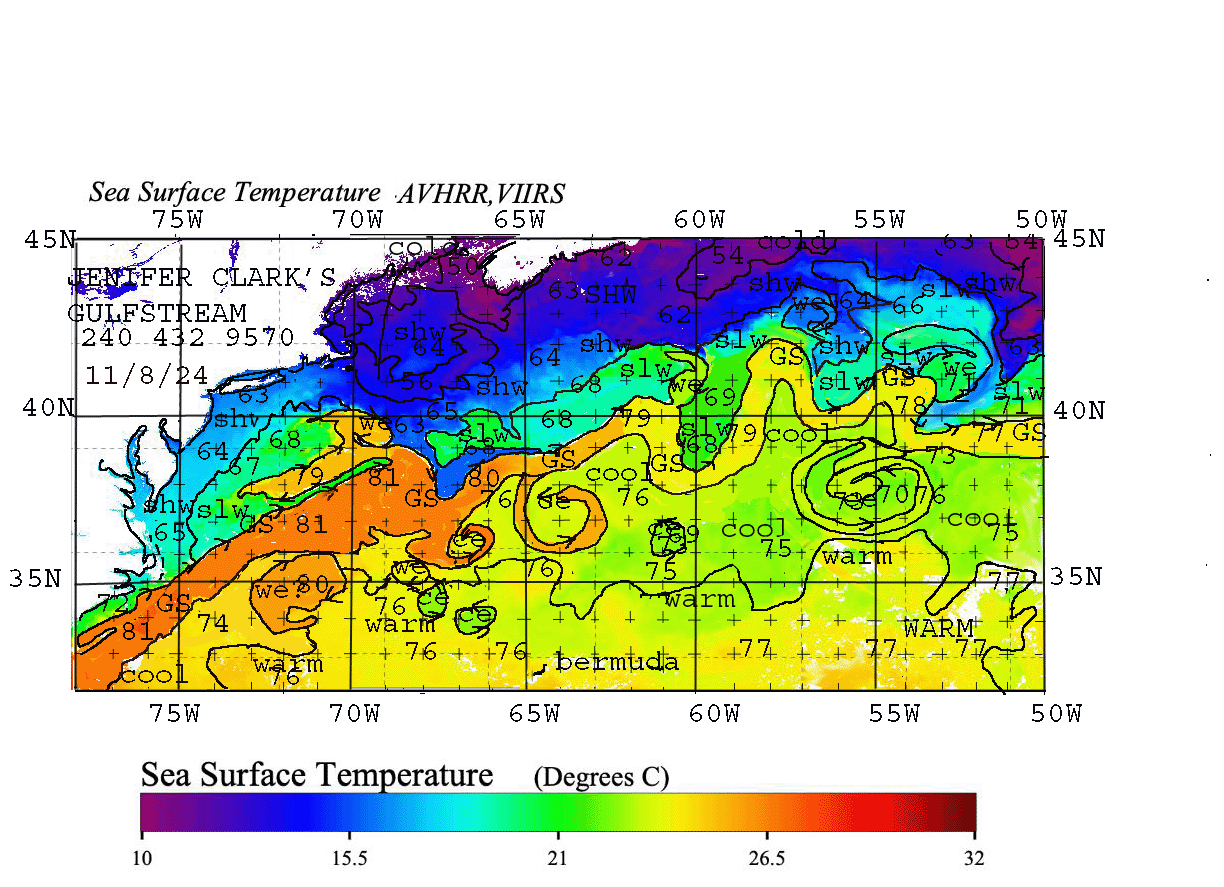 Sea Surface Temperature AVHRR,VIIRS
75W 70W 65W 60W 55W 50W
45N cold 54 cold 63 64 45N
50 62
JENIFER CLARK'S 63 SHW shw slw shw
GULFSTREAM 62 we 64 66
240 432 9570 shw 64 64 shw slw GS shw slw 63
11/8/24 56 shw 68 slw we GS we 71
63 69 78 slw
40N shw 65 68 79 71 40N
we 63 slw 68 slw 79 cool 77 GS
64 68 68
67 79 81 80 GS cool GS 73
shw slw GS 76 se 76 70 76
65 GS 81 ce 69 cool cool
73 75 75
we 76 75 warm
35N we? 80 77 35N
72 GS 76 ce warm
81 74 warm ce WARM
76 76 77 77 77
cool warm bermuda
76
75W 70W 65W 60W 55W 50W
Sea Surface Temperature (Degrees C)
10 15.5 21 26.5 32